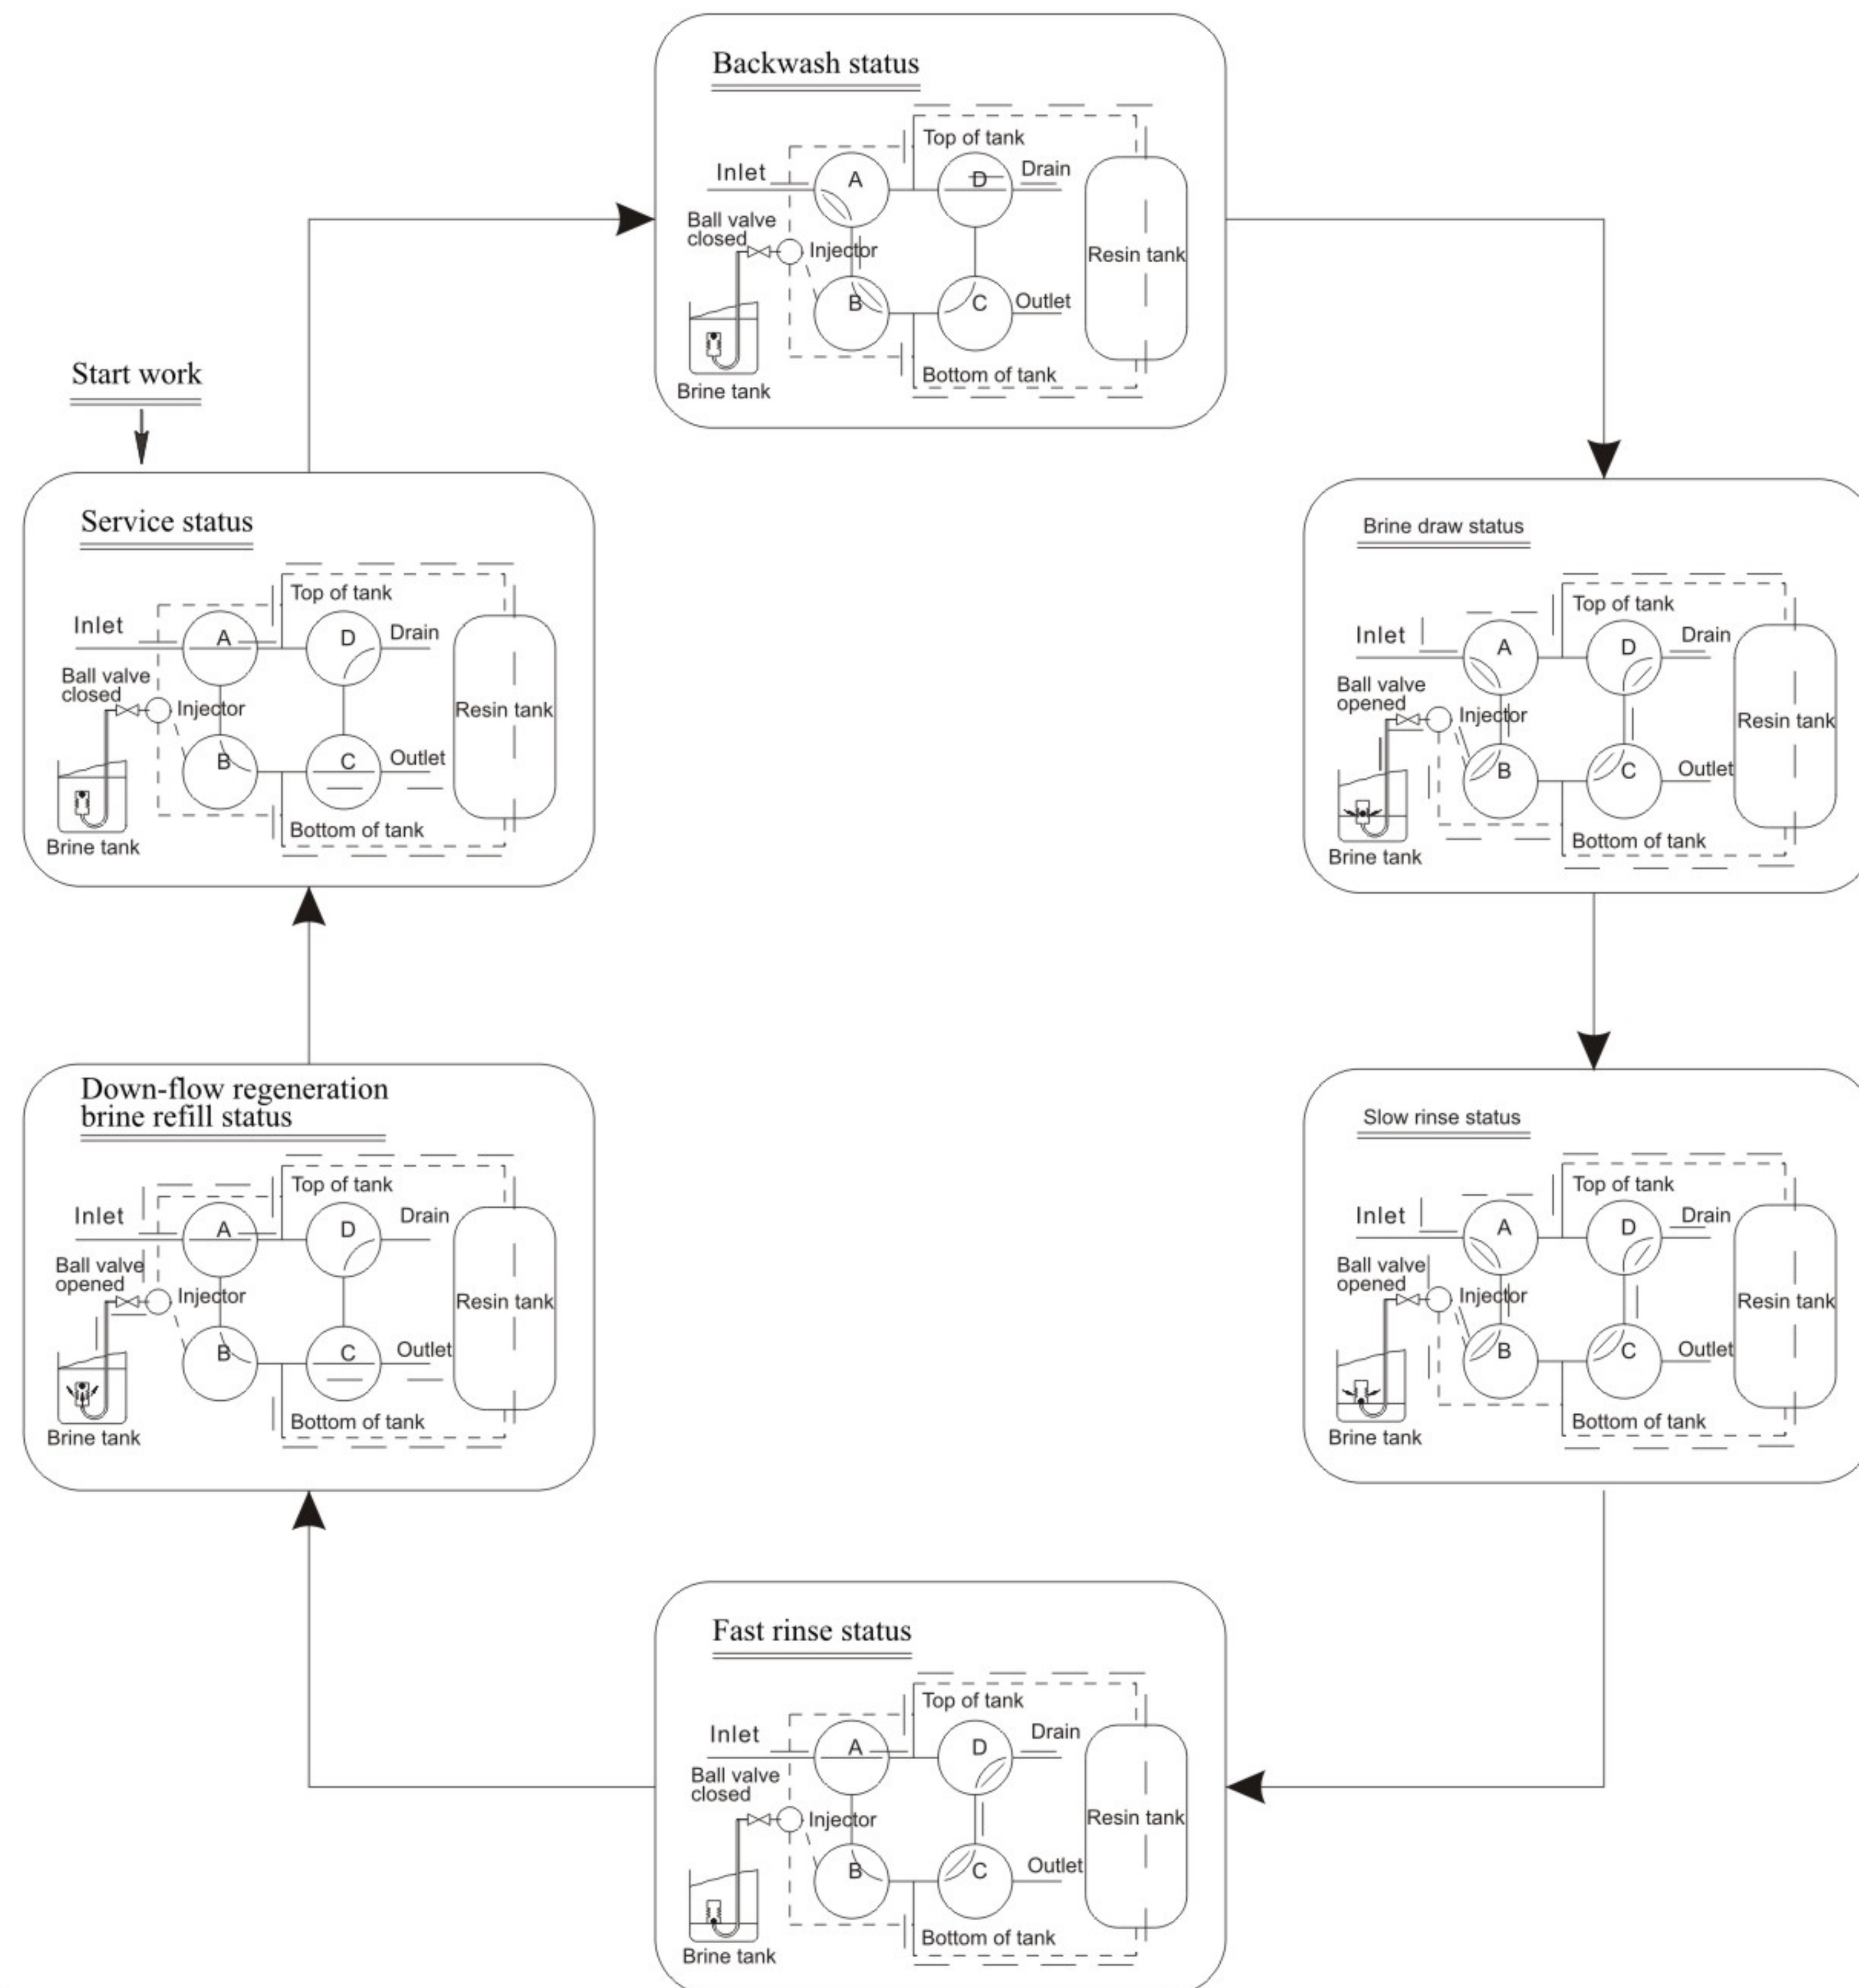 Backwash status
Top of tank
Inlet
A
D
Drain
Ball valve
closed
Injector
Resin tank
B
C
Outlet
Bottom of tank
Brine tank
Start work
Service status
Top of tank
Inlet
A
D
Drain
Ball valve
closed
Injector
Resin tank
B
C
Outlet
Bottom of tank
Brine tank
Brine draw status
Top of tank
Inlet
A
D
Drain
Ball valve
opened
Injector
Resin tank
B
C
Outlet
Bottom of tank
Brine tank
Down-flow regeneration
brine refill status
Top of tank
Inlet
A
D
Drain
Ball valve
opened
Injector
Resin tank
B
C
Outlet
Bottom of tank
Brine tank
Slow rinse status
Top of tank
Inlet
A
D
Drain
Ball valve
opened
Injector
Resin tank
B
C
Outlet
Bottom of tank
Brine tank
Fast rinse status
Top of tank
Inlet
A
D
Drain
Ball valve
closed
Injector
Resin tank
B
C
Outlet
Bottom of tank
Brine tank